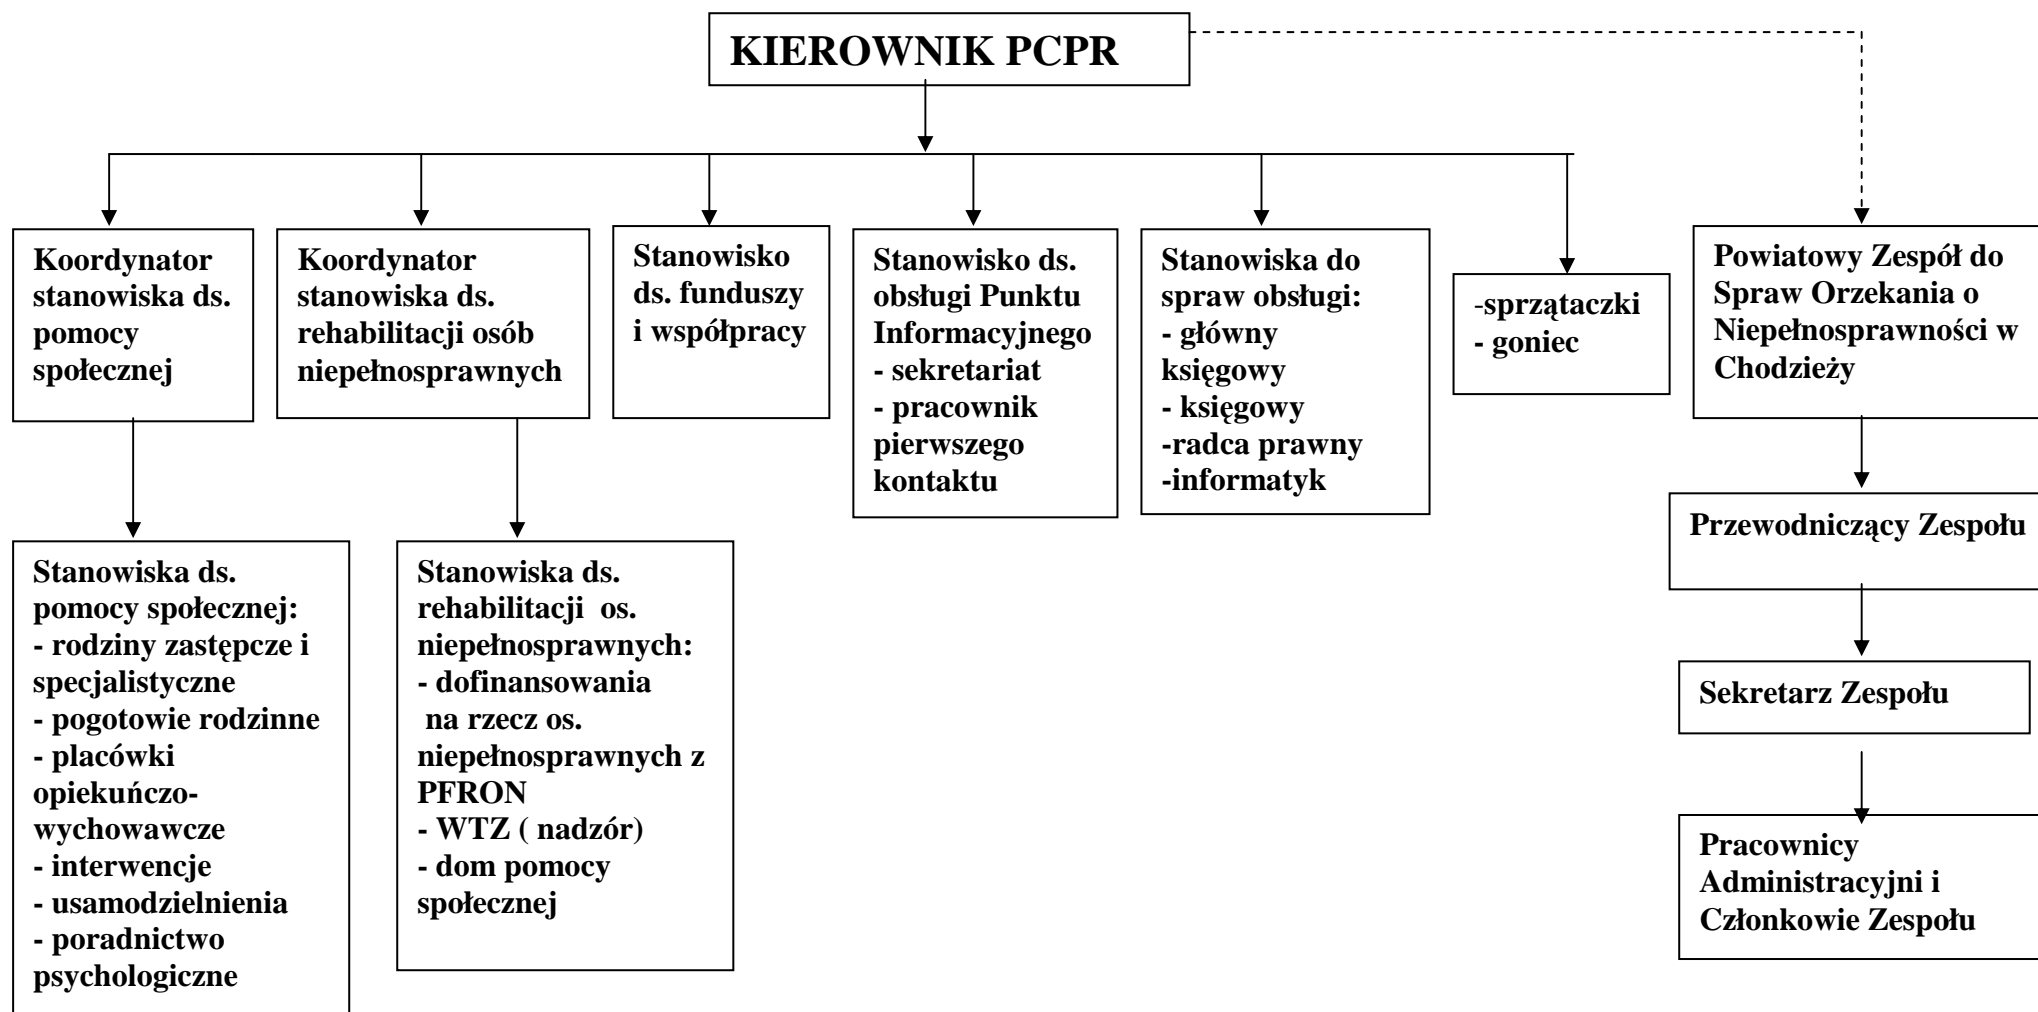 KIEROWNIK PCPR
Koordynator
stanowiska ds.
pomocy
społecznej
Koordynator
stanowiska ds.
rehabilitacji osób
niepełnosprawnych
Stanowisko
ds. funduszy
i współpracy
Stanowisko ds.
obsługi Punktu
Informacyjnego
- sekretariat
- pracownik
pierwszego
kontaktu
Stanowiska do
spraw obsługi:
- główny
księgowy
- księgowy
-radca prawny
-informatyk
-sprzątaczki
- goniec
Powiatowy Zespół do
Spraw Orzekania o
Niepełnosprawności w
Chodzieży
Przewodniczący Zespołu
Sekretarz Zespołu
Pracownicy
Administracyjni i
Członkowie Zespołu
Stanowiska ds.
pomocy społecznej:
- rodziny zastępcze i
specjalistyczne
- pogotowie rodzinne
- placówki
opiekuńczo-
wychowawcze
- interwencje
- usamodzielnienia
- poradnictwo
psychologiczne
Stanowiska ds.
rehabilitacji  os.
niepełnosprawnych:
- dofinansowania
na rzecz os.
niepełnosprawnych z
PFRON
- WTZ ( nadzór)
- dom pomocy
społecznej